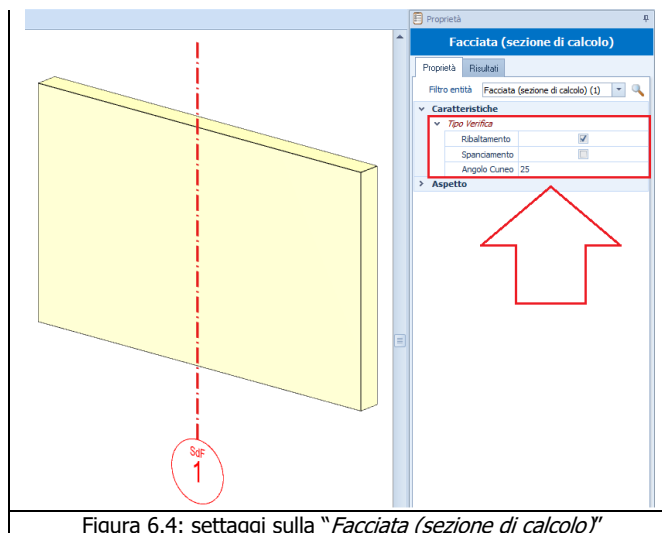 Proprietà
Facciata (sezione di calcolo)
Proprietà Risultati
Filtro entità Facciata (sezione di calcolo) (1)
Caratteristiche
Tipo Verifica
Ribaltamento
Spanciamento
Angolo Cuneo 25
Aspetto
SdF
1
Figura 6.4: settaggi sulla "Facciata (sezione di calcolo)"